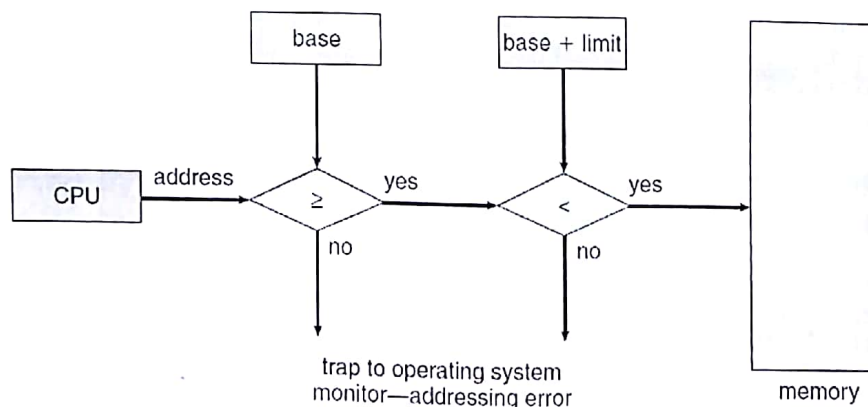 base
base + limit
CPU
address
≥
yes
<
yes
no
no
trap to operating system
monitor—addressing error
memory